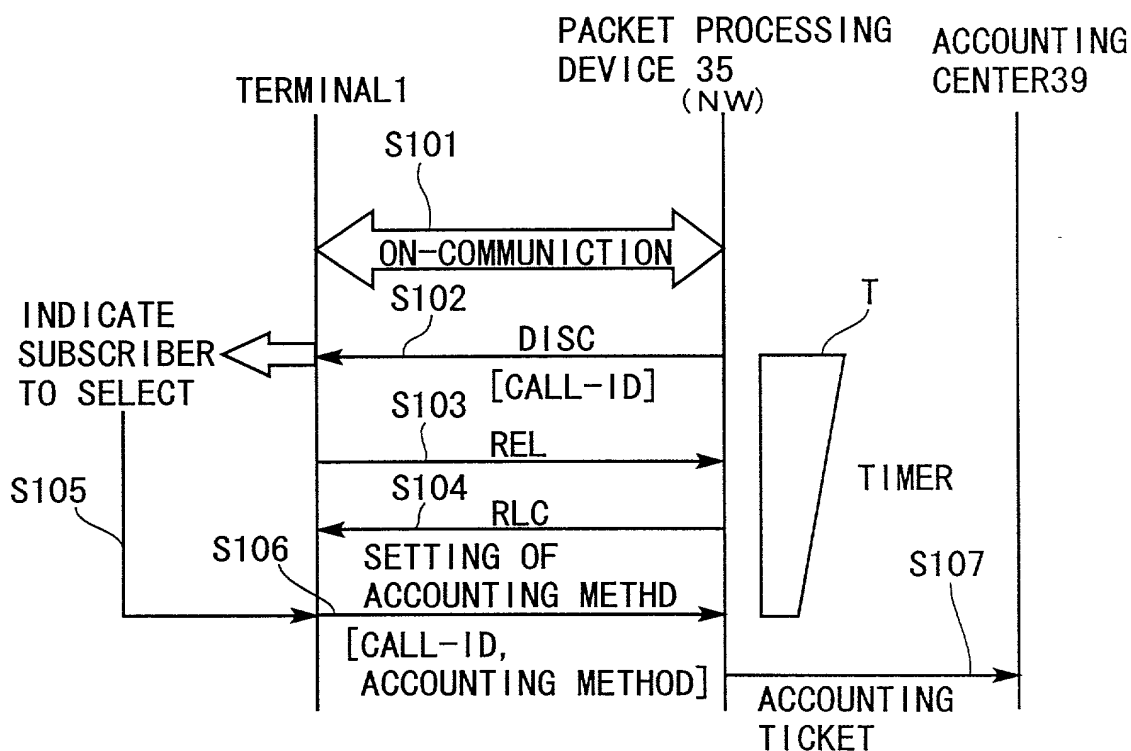 PACKET PROCESSING
DEVICE 35
(NW)
ACCOUNTING
CENTER39
TERMINAL1
S101
ON-COMMUNICTION
S102
T
INDICATE
SUBSCRIBER
TO SELECT
DISC
[CALL-ID]
S103
REL
TIMER
S105
S104
RLC
S106
SETTING OF
ACCOUNTING METHD
S107
[CALL-ID,
ACCOUNTING METHOD]
ACCOUNTING
TICKET